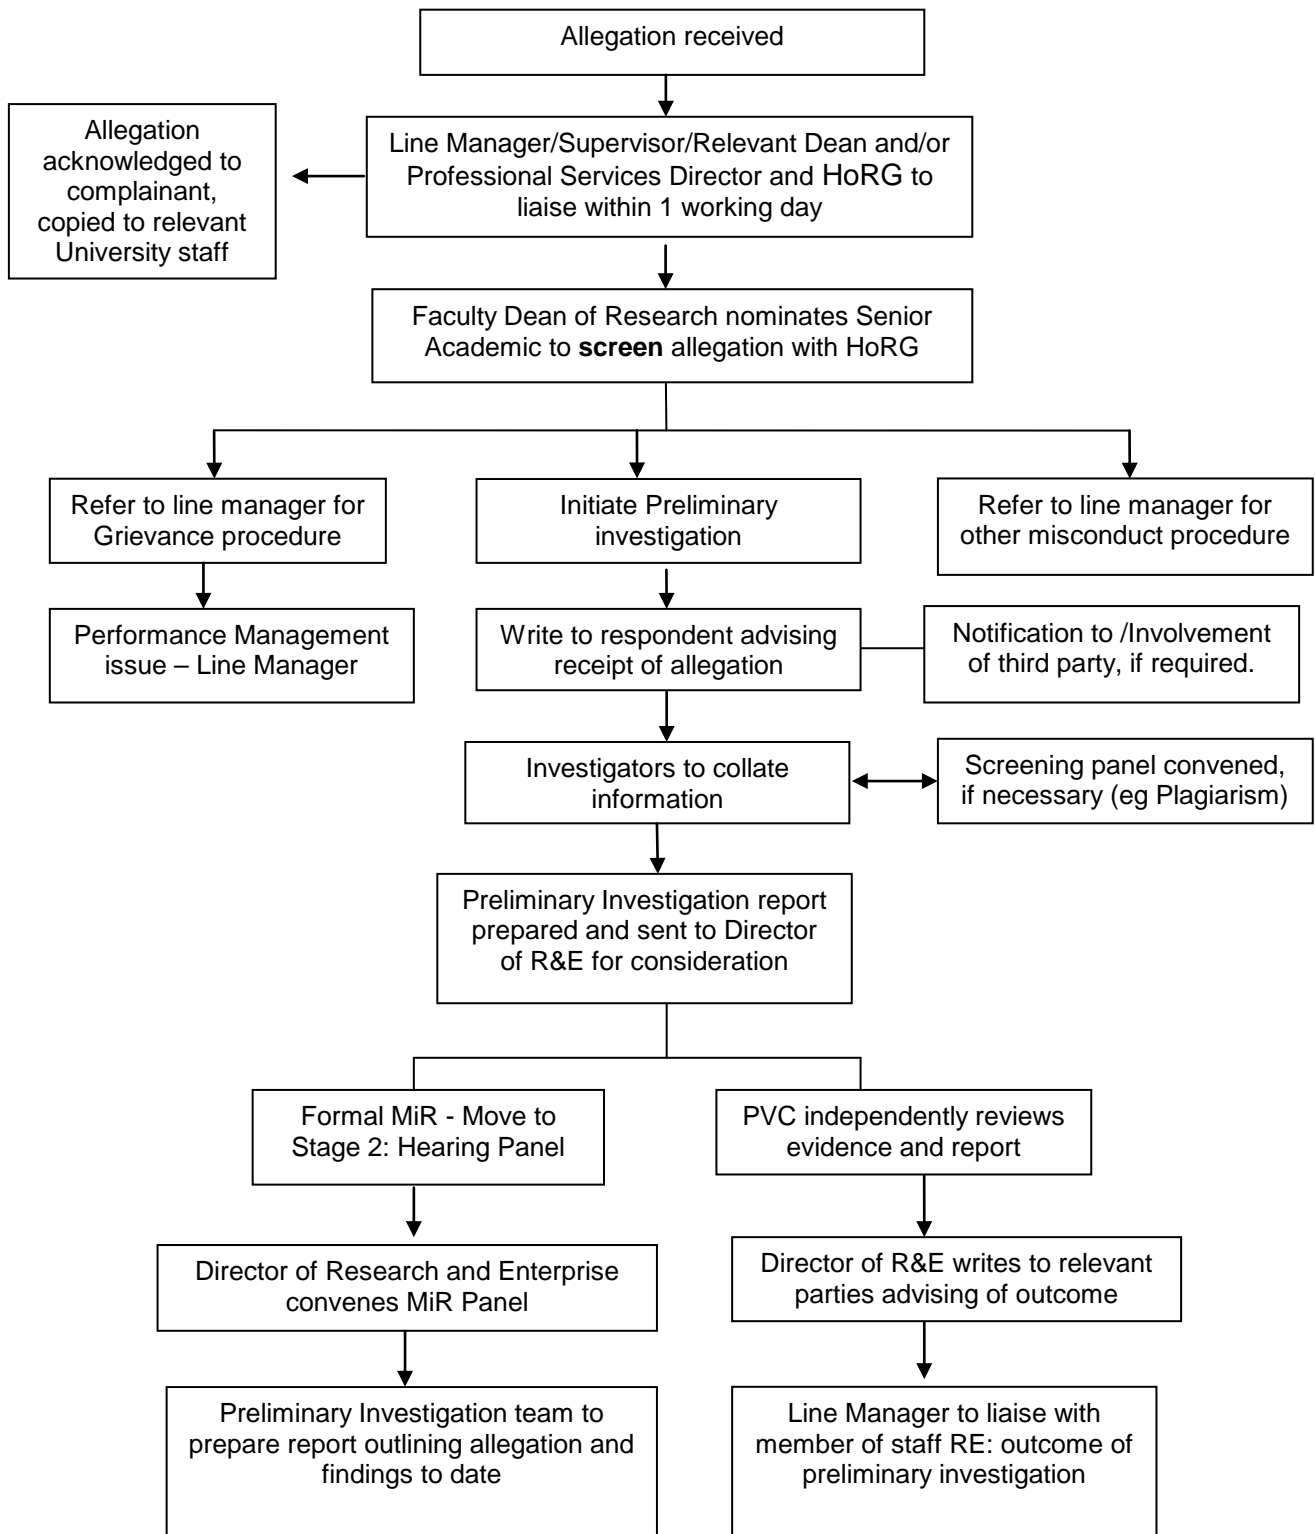 Allegation received
Allegation
acknowledged to
complainant,
copied to relevant
University staff
Line Manager/Supervisor/Relevant Dean and/or
Professional Services Director and HoRG to
liaise within 1 working day
Faculty Dean of Research nominates Senior
Academic to screen allegation with HoRG
Refer to line manager for
Grievance procedure
Initiate Preliminary
investigation
Refer to line manager for
other misconduct procedure
Performance Management
issue – Line Manager
Write to respondent advising
receipt of allegation
Notification to /Involvement
of third party, if required.
Investigators to collate
information
Screening panel convened,
if necessary (eg Plagiarism)
Preliminary Investigation report
prepared and sent to Director
of R&E for consideration
Formal MiR - Move to
Stage 2: Hearing Panel
PVC independently reviews
evidence and report
Director of Research and Enterprise
convenes MiR Panel
Director of R&E writes to relevant
parties advising of outcome
Preliminary Investigation team to
prepare report outlining allegation and
findings to date
Line Manager to liaise with
member of staff RE: outcome of
preliminary investigation